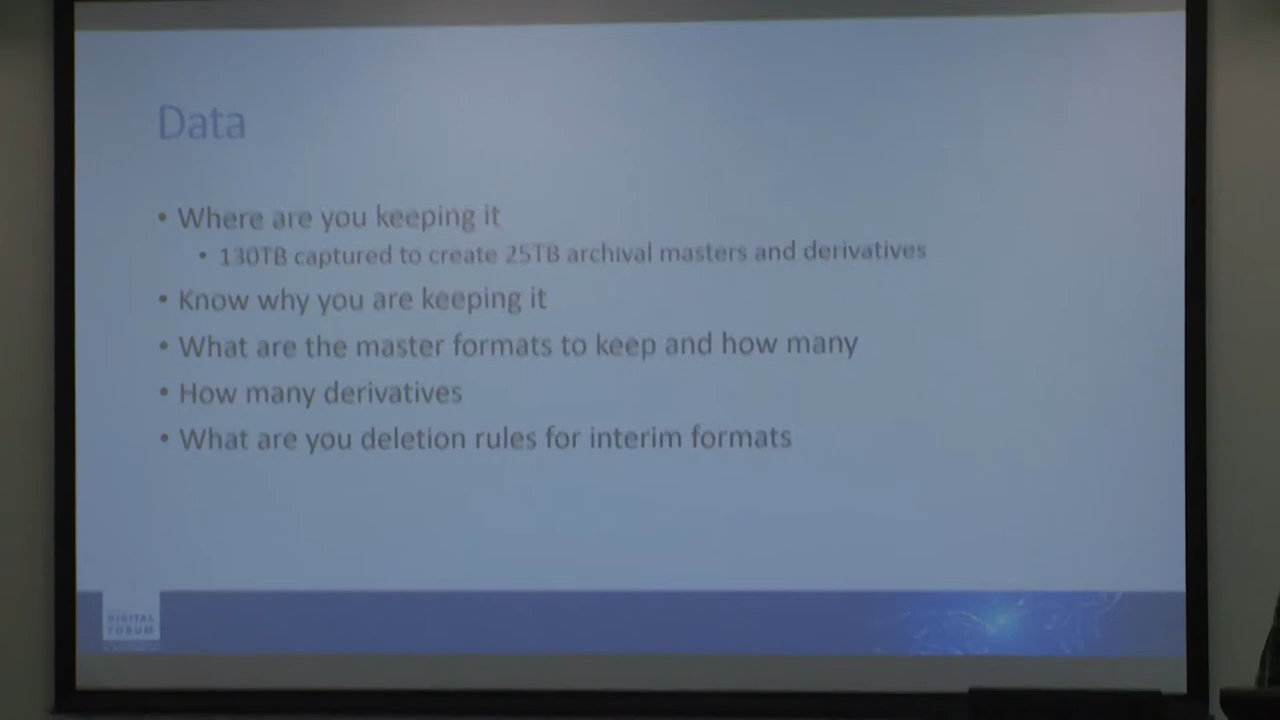 Data
• Where are you keeping it
• 130TB captured to create 25TB archival masters and derivatives
• Know why you are keeping it
• What are the master formats to keep and how many
• How many derivatives
• What are you deletion rules for interim formats
DIGITAL
FORUM